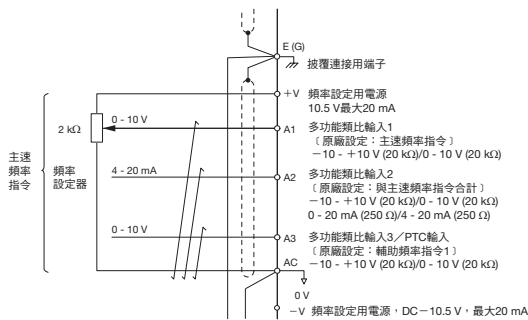 E (G)
披覆連接用端子
+V 頻率設定用電源
10.5 V最大20 mA
2 kΩ
0 - 10 V
A1 多功能類比輸入1
〔原廠設定：主速頻率指令〕
－10 - ＋10 V (20 kΩ)/0 - 10 V (20 kΩ)
主速
頻率
指令
頻率
設定器
4 - 20 mA
A2 多功能類比輸入2
〔原廠設定：與主速頻率指令合計〕
－10 - ＋10 V (20 kΩ)/0 - 10 V (20 kΩ)
0 - 20 mA (250 Ω)/4 - 20 mA (250 Ω)
0 - 10 V
A3 多功能類比輸入3／PTC輸入
〔原廠設定：輔助頻率指令1〕
－10 - ＋10 V (20 kΩ)/0 - 10 V (20 kΩ)
AC
0 V
－V 頻率設定用電源，DC－10.5 V，最大20 mA